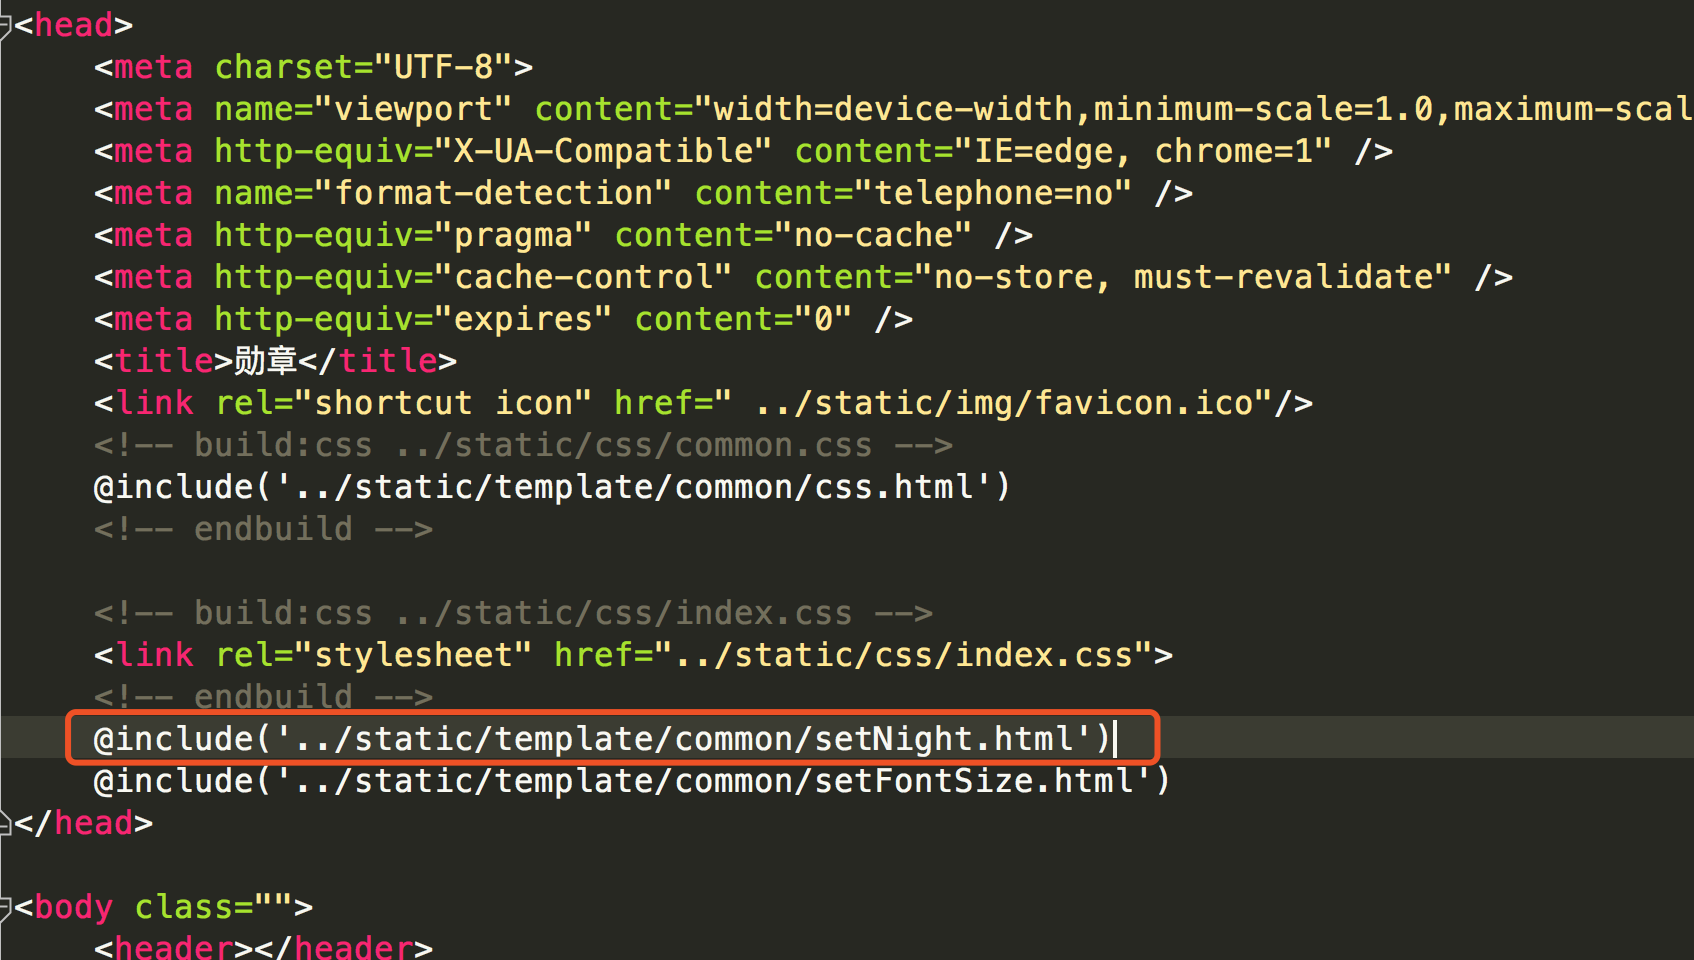 <head>
<meta charset="UTF-8">
<meta name="viewport" content="width=device-width,minimum-scale=1.0,maximum-scal
<meta http-equiv="X-UA-Compatible" content="IE=edge, chrome=1" />
<meta name="format-detection" content="telephone=no" />
<meta http-equiv="pragma" content="no-cache" />
<meta http-equiv="cache-control" content="no-store, must-revalidate" />
<meta http-equiv="expires" content="0" />
<title>勋章</title>
<link rel="shortcut icon" href=" ../static/img/favicon.ico"/>
<!-- build:css ../static/css/common.css -->
@include('../static/template/common/css.html')
<!-- endbuild -->
<!-- build:css ../static/css/index.css -->
<link rel="stylesheet" href="../static/css/index.css">
<!-- endbuild -->
@include('../static/template/common/setNight.html')
@include('../static/template/common/setFontSize.html')
</head>
<body class="">
<header></header>